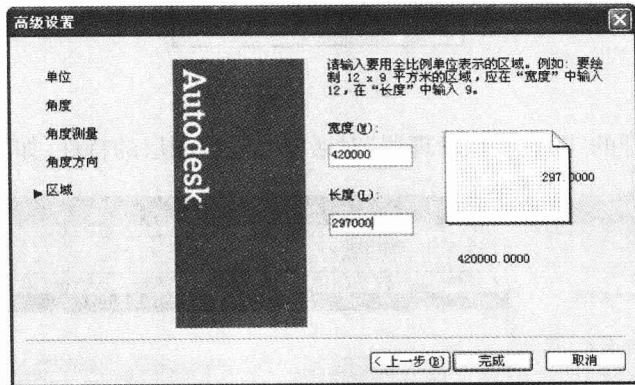 高级设置
单位
角度
角度测量
角度方向
区域
Autodesk
请输入要用全比例单位表示的区域。例如: 要绘
制 12 x 9 平方米的区域，应在“宽度”中输入
12，在“长度”中输入 9。
宽度(W):
420000
长度(L):
297000
297.0000
420000.0000
< 上一步(B)
完成
取消